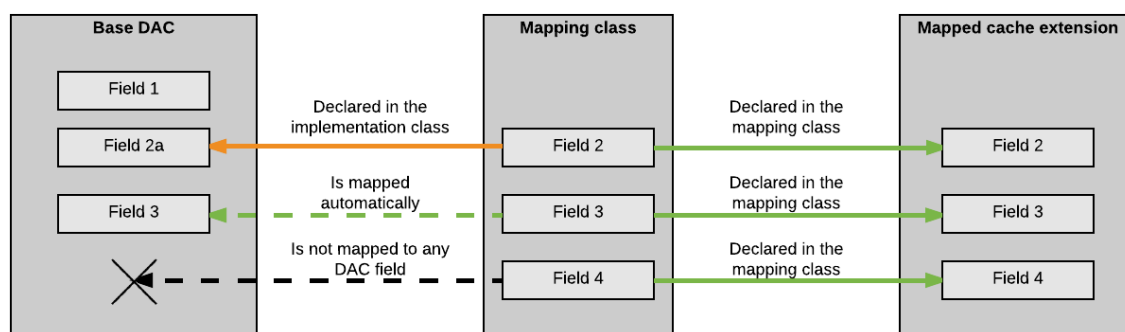 Base DAC
Mapping class
Mapped cache extension
Field 1
Declared in the
implementation class
Declared in the
mapping class
Field 2a
Field 2
Field 2
Is mapped
automatically
Declared in the
mapping class
Field 3
Field 3
Field 3
Is not mapped to any
DAC field
Declared in the
mapping class
Field 4
Field 4